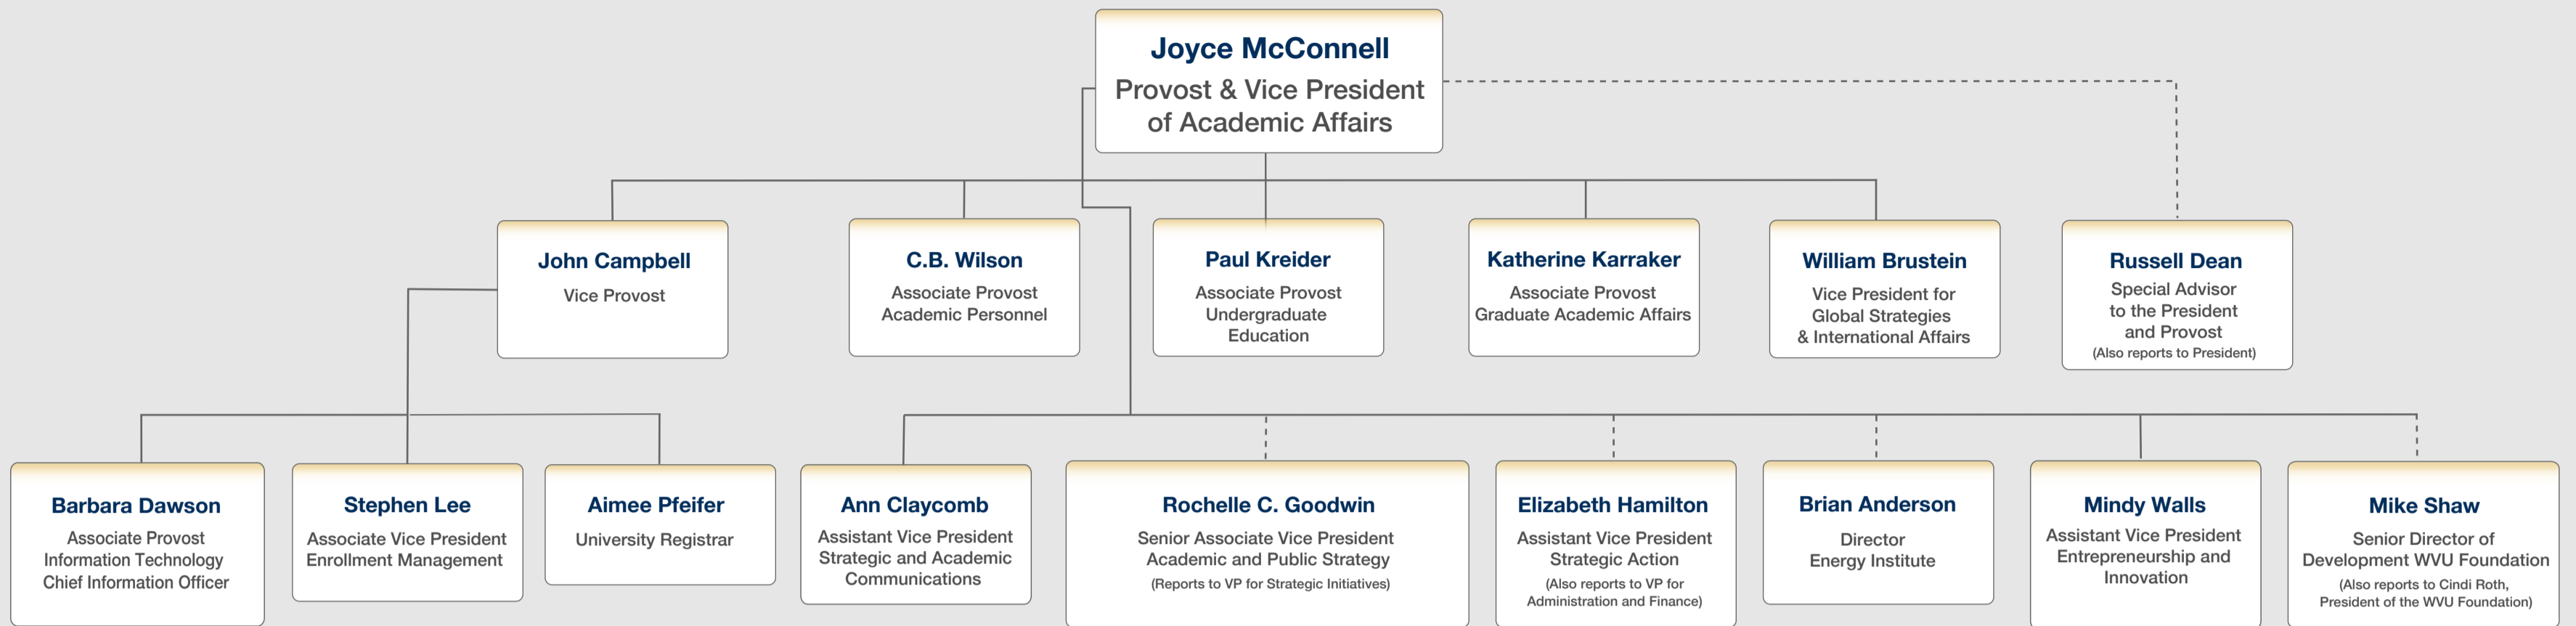 Joyce McConnell
Provost & Vice President
of Academic Affairs
John Campbell
Vice Provost
C.B. Wilson
Associate Provost
Academic Personnel
Paul Kreider
Associate Provost
Undergraduate
Education
Katherine Karraker
Associate Provost
Graduate Academic Affairs
William Brustein
Vice President for
Global Strategies
& International Affairs
Russell Dean
Special Advisor
to the President
and Provost
(Also reports to President)
Barbara Dawson
Associate Provost
Information Technology
Chief Information Officer
Stephen Lee
Associate Vice President
Enrollment Management
Aimee Pfeifer
University Registrar
Ann Claycomb
Assistant Vice President
Strategic and Academic
Communications
Rochelle C. Goodwin
Senior Associate Vice President
Academic and Public Strategy
(Reports to VP for Strategic Initiatives)
Elizabeth Hamilton
Assistant Vice President
Strategic Action
(Also reports to VP for
Administration and Finance)
Brian Anderson
Director
Energy Institute
Mindy Walls
Assistant Vice President
Entrepreneurship and
Innovation
Mike Shaw
Senior Director of
Development WVU Foundation
(Also reports to Cindi Roth,
President of the WVU Foundation)